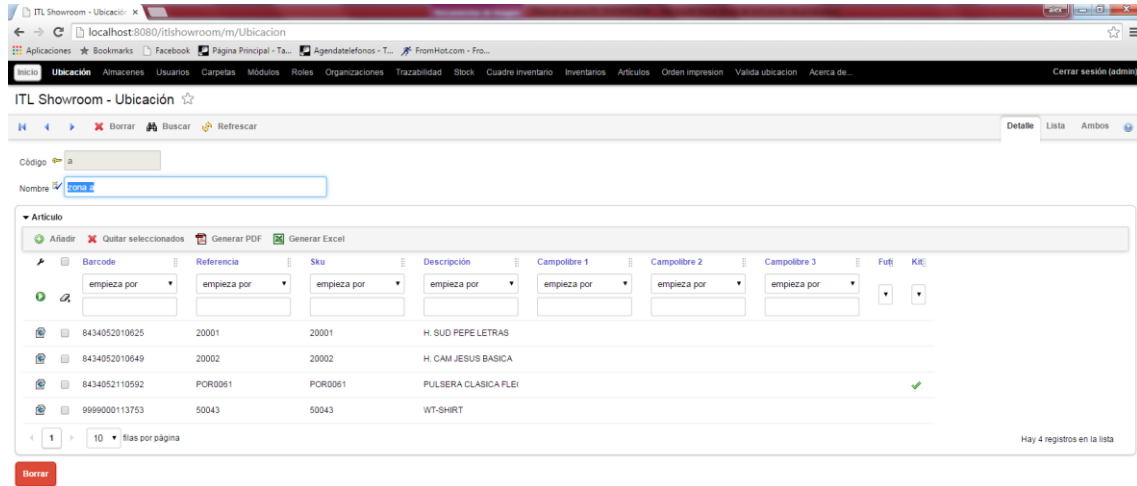 ITL Showroom - Ubicació
alex
localhost:8080/itlshowroom/m/Ubicacion
Aplicaciones Bookmarks Facebook Página Principal - Ta... Agendatelefonos - T... FromHot.com - Fro...
Inicio Ubicación Almacenes Usuarios Carpetas Módulos Roles Organizaciones Trazabilidad Stock Cuadre inventario Inventarios Artículos Orden impresion Valida ubicacion Acerca de... Cerrar sesión (admin)
ITL Showroom - Ubicación
Borrar Buscar Refrescar Detalle Lista Ambos
Código a
Nombre zona a
Artículo
Añadir Quitar seleccionados Generar PDF Generar Excel
Barcode Referencia Sku Descripción Campolibre 1 Campolibre 2 Campolibre 3 Fut Kit
empieza por empieza por empieza por empieza por empieza por empieza por empieza por
8434052010625 20001 20001 H. SUD PEPE LETRAS
8434052010649 20002 20002 H. CAM JESUS BASICA
8434052110592 POR0061 POR0061 PULSERA CLASICA FLE
9999000113753 50043 50043 WT-SHIRT
1 10 filas por página Hay 4 registros en la lista
Borrar